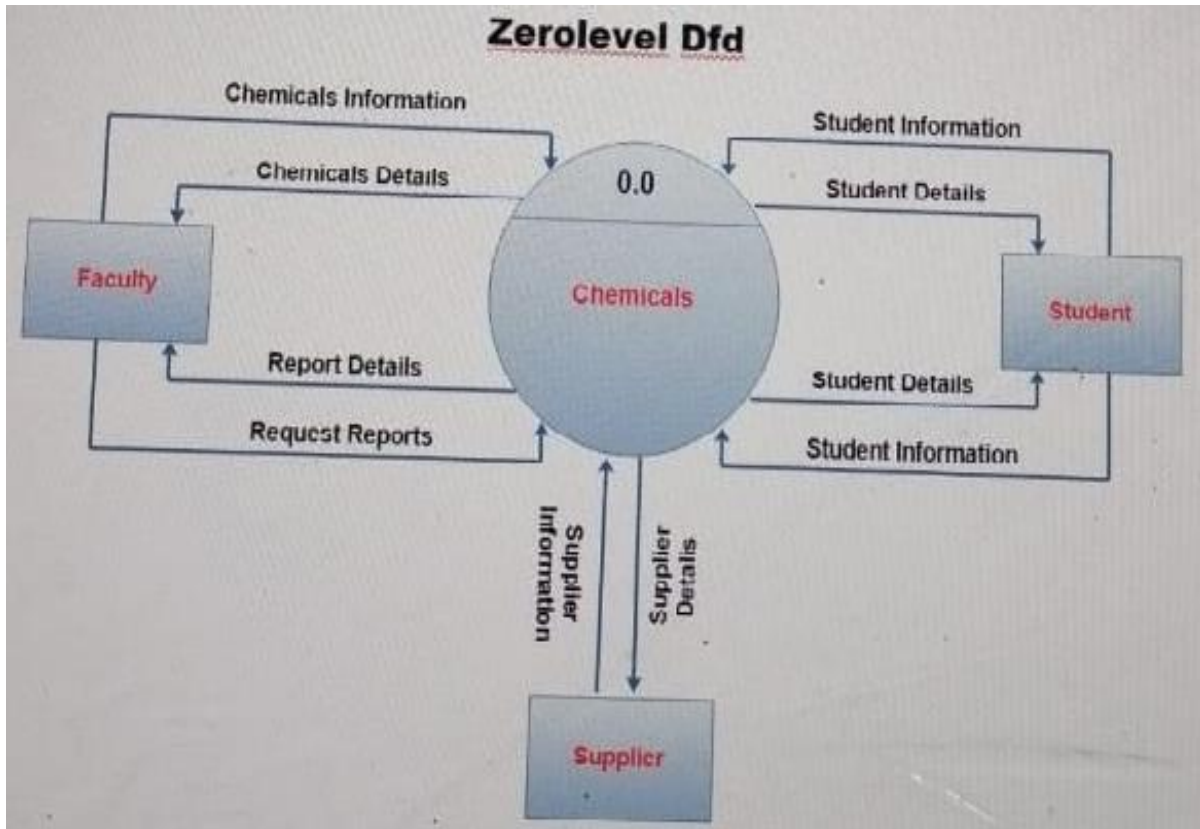 Zerolevel Dfd
Chemicals Information
Student Information
Chemicals Details
0.0
Student Details
Faculty
Chemicals
Student
Report Details
Student Details
Request Reports
Student Information
Supplier
Information
Supplier
Details
Supplier